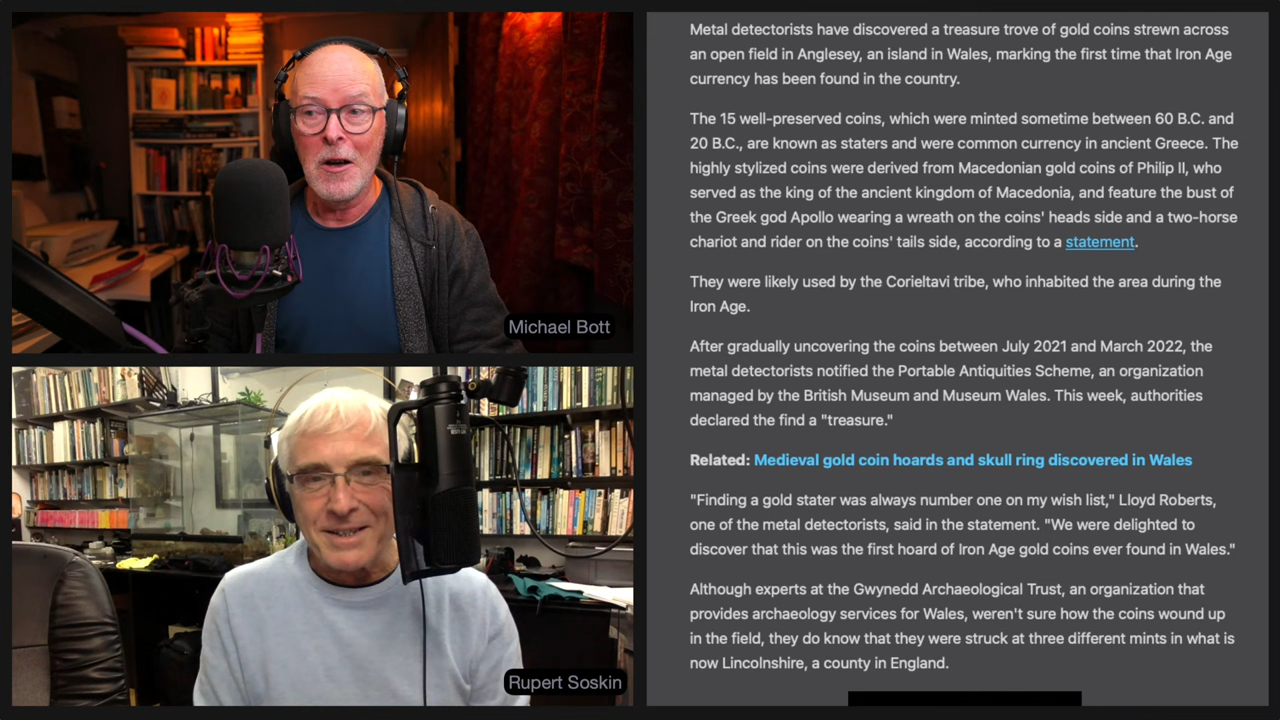 Michael Bott
Rupert Soskin
Metal detectorists have discovered a treasure trove of gold coins strewn across
an open field in Anglesey, an island in Wales, marking the first time that Iron Age
currency has been found in the country.
The 15 well-preserved coins, which were minted sometime between 60 B.C. and
20 B.C., are known as staters and were common currency in ancient Greece. The
highly stylized coins were derived from Macedonian gold coins of Philip II, who
served as the king of the ancient kingdom of Macedonia, and feature the bust of
the Greek god Apollo wearing a wreath on the coins' heads side and a two-horse
chariot and rider on the coins' tails side, according to a statement.
They were likely used by the Corieltavi tribe, who inhabited the area during the
Iron Age.
After gradually uncovering the coins between July 2021 and March 2022, the
metal detectorists notified the Portable Antiquities Scheme, an organization
managed by the British Museum and Museum Wales. This week, authorities
declared the find a "treasure."
Related: Medieval gold coin hoards and skull ring discovered in Wales
"Finding a gold stater was always number one on my wish list," Lloyd Roberts,
one of the metal detectorists, said in the statement. "We were delighted to
discover that this was the first hoard of Iron Age gold coins ever found in Wales."
Although experts at the Gwynedd Archaeological Trust, an organization that
provides archaeology services for Wales, weren't sure how the coins wound up
in the field, they do know that they were struck at three different mints in what is
now Lincolnshire, a county in England.